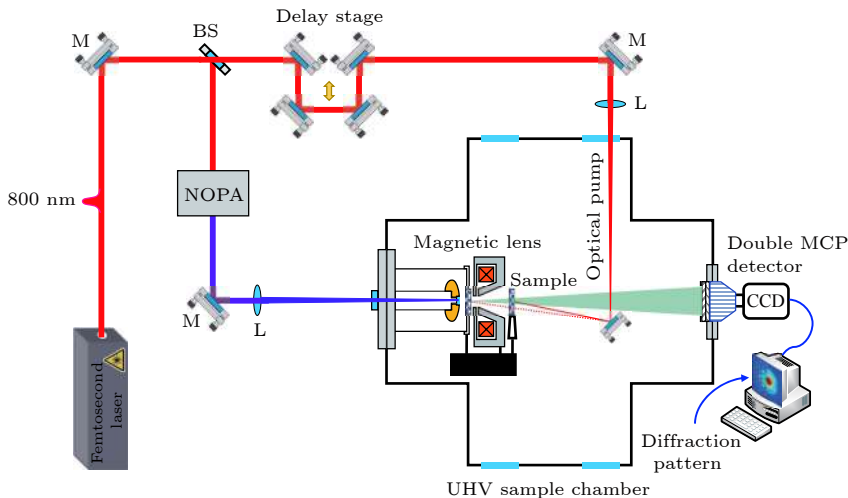 Delay stage
M
BS
M
L
800 nm
NOPA
Optical pump
Magnetic lens
Sample
Double MCP
detector
CCD
M
L
Femtosecond
laser
Diffraction
pattern
UHV sample chamber